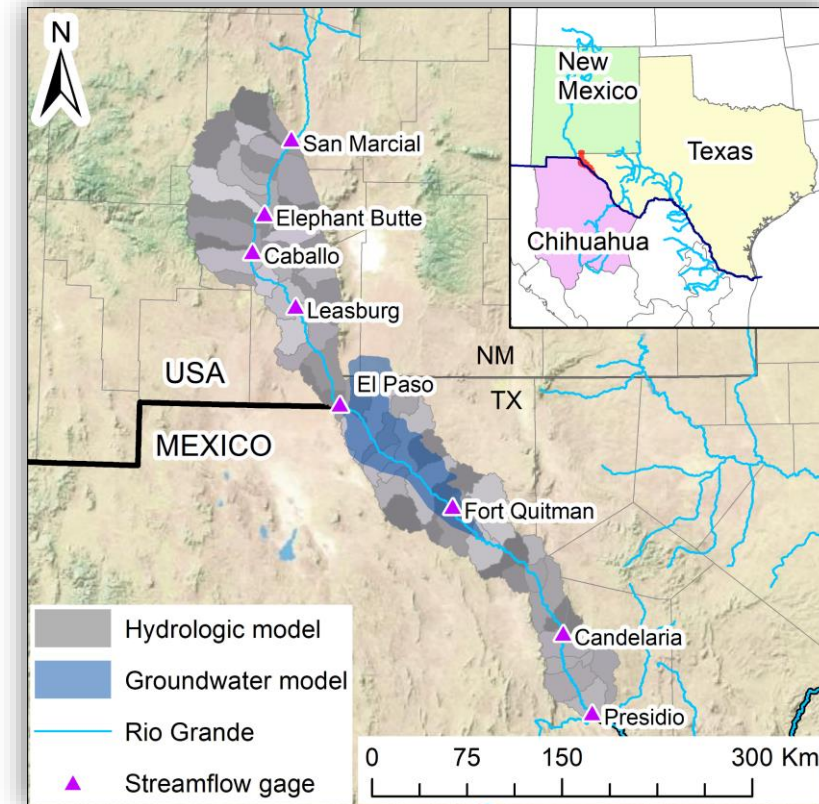 N
San Marcial
Elephant Butte
Caballo
Leasburg
USA
NM
El Paso
TX
MEXICO
Fort Quitman
Candelaria
Presidio
New
Mexico
Texas
Chihuahua
Hydrologic model
Groundwater model
Rio Grande
Streamflow gage
0 75 150 300 Km